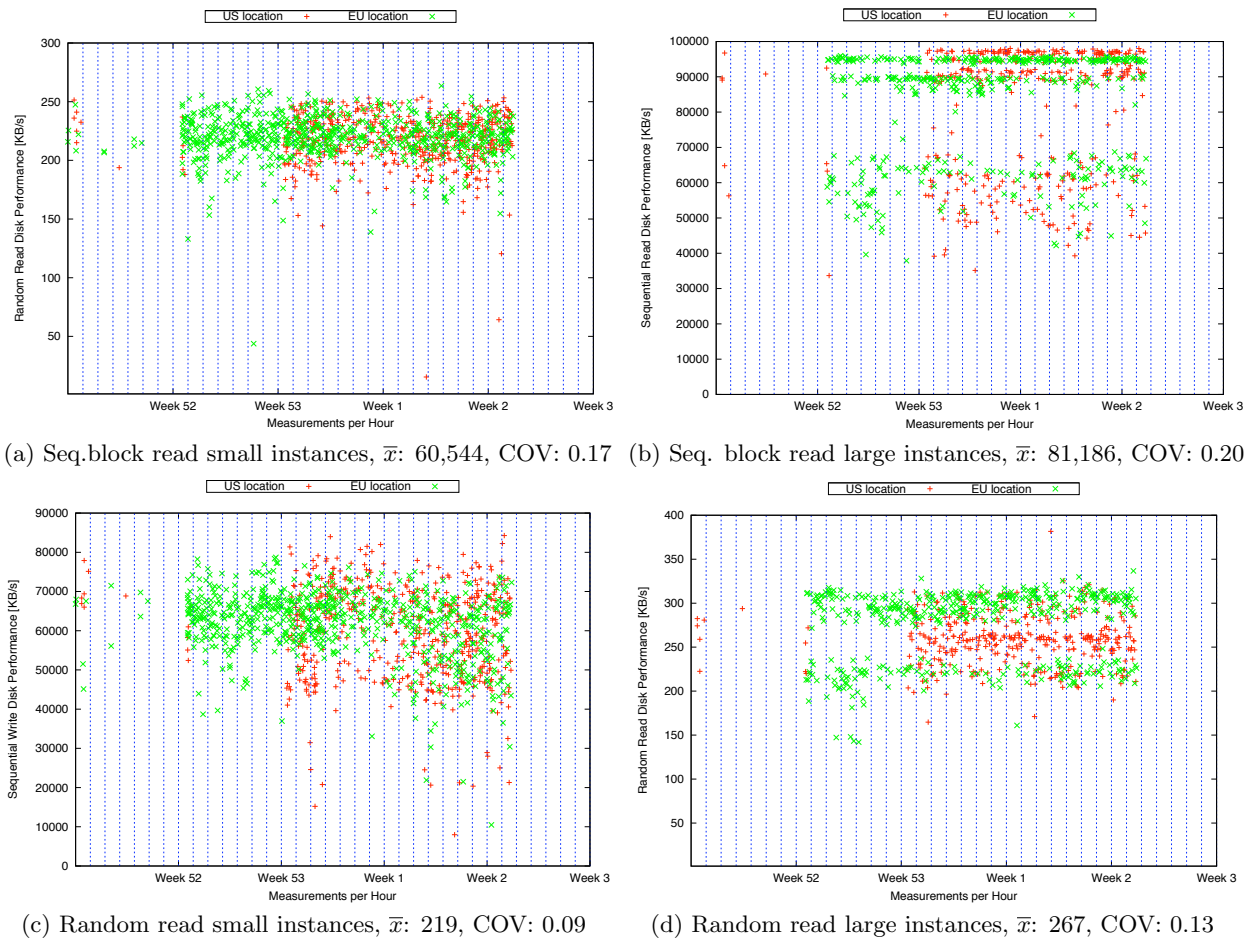 US location EU location
Random Read Disk Performance [KB/s]
300
250
200
150
100
50
Week 52 Week 53 Week 1 Week 2 Week 3
Measurements per Hour
(a) Seq.block read small instances, x̅: 60,544, COV: 0.17
US location EU location
Sequential Read Disk Performance [KB/s]
100000
90000
80000
70000
60000
50000
40000
30000
20000
10000
0
Week 52 Week 53 Week 1 Week 2 Week 3
Measurements per Hour
(b) Seq. block read large instances, x̅: 81,186, COV: 0.20
US location EU location
Sequential Write Disk Performance [KB/s]
90000
80000
70000
60000
50000
40000
30000
20000
10000
0
Week 52 Week 53 Week 1 Week 2 Week 3
Measurements per Hour
(c) Random read small instances, x̅: 219, COV: 0.09
US location EU location
Random Read Disk Performance [KB/s]
400
350
300
250
200
150
100
50
Week 52 Week 53 Week 1 Week 2 Week 3
Measurements per Hour
(d) Random read large instances, x̅: 267, COV: 0.13